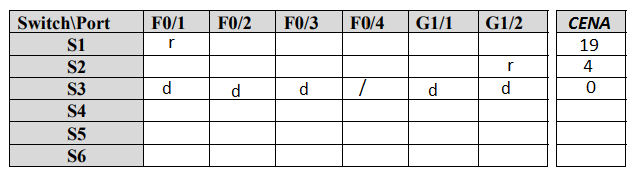 Switch\Port F0/1 F0/2 F0/3 F0/4 G1/1 G1/2 CENA
S1 r 19
S2 r 4
S3 d d d / d d 0
S4
S5
S6